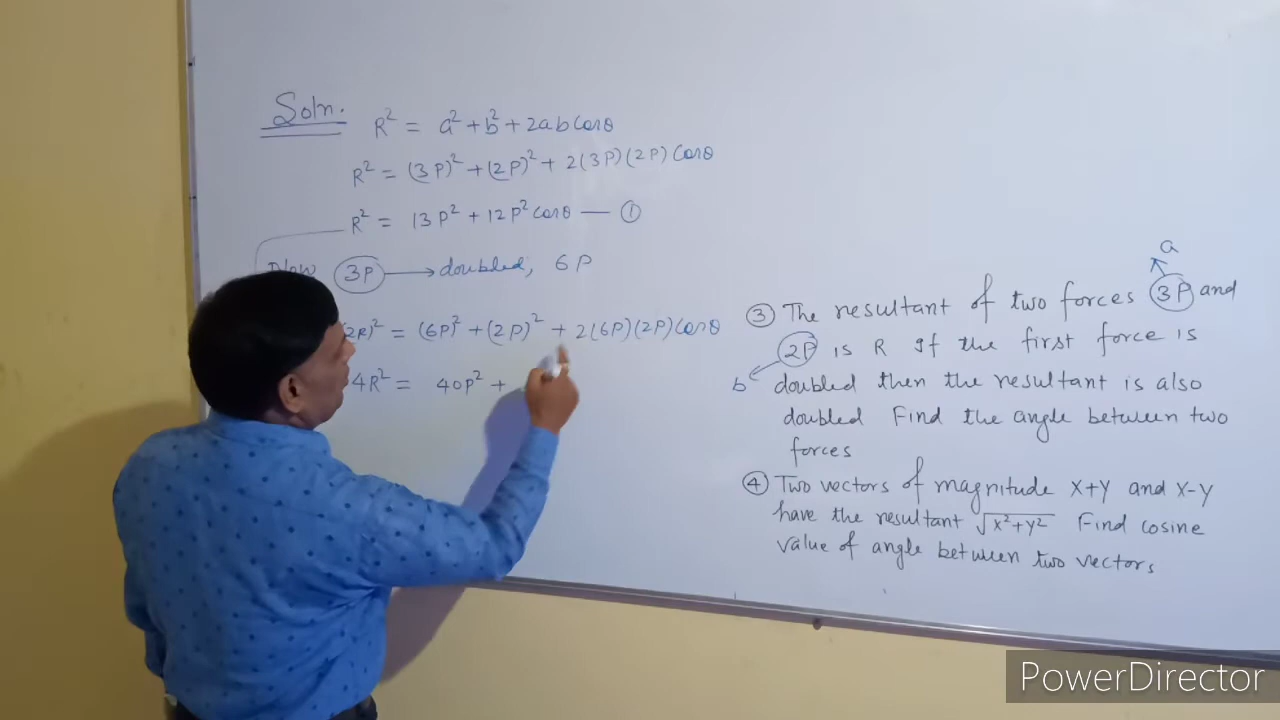 Soln.
R² = a² + b² + 2ab Cosθ
R² = (3P)² + (2P)² + 2(3P)(2P) Cosθ
R² = 13P² + 12P² Cosθ — ①
Now 3P → doubled, 6P
2R)² = (6P)² + (2P)² + 2(6P)(2P) Cosθ
4R² = 40P² +
a
③ The resultant of two forces 3P and
2P is R If the first force is
b doubled then the resultant is also
doubled Find the angle between two
forces
④ Two vectors of magnitude X+Y and X-Y
have the resultant √X²+Y² Find cosine
value of angle between two vectors
PowerDirector